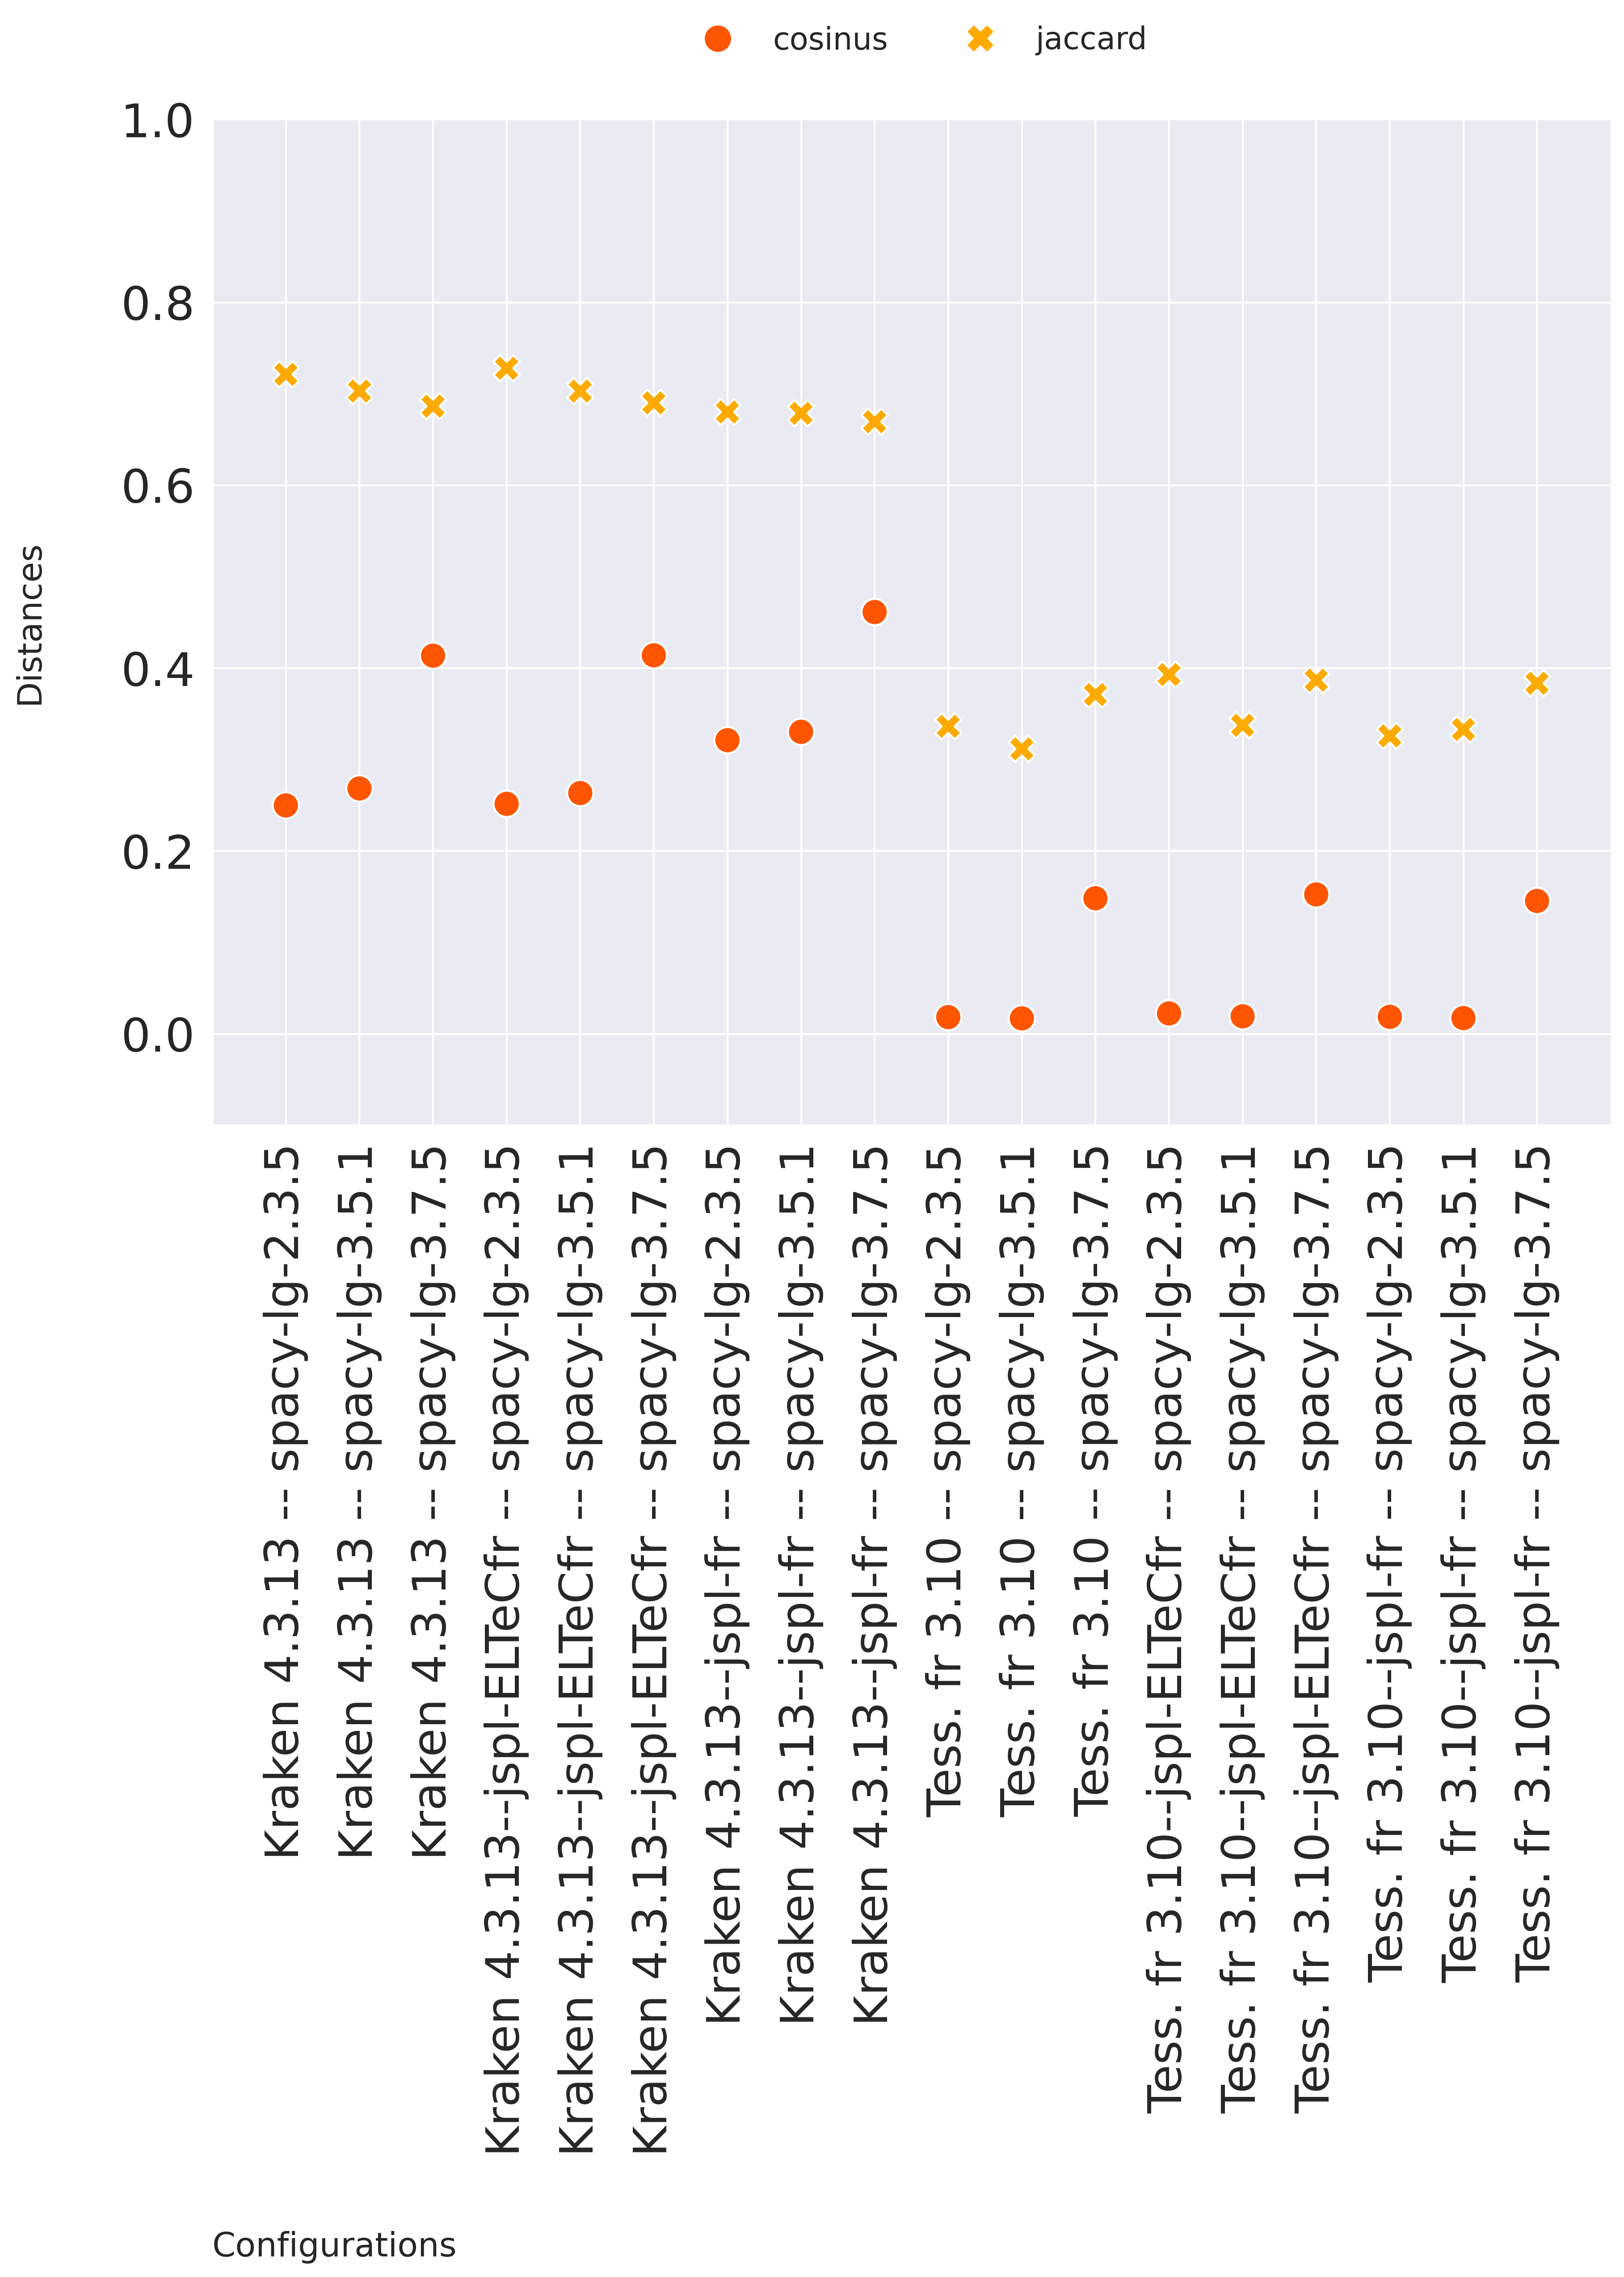 cosinus jaccard
1.0
0.8
0.6
0.4
0.2
0.0
Distances
Kraken 4.3.13 -- spacy-lg-2.3.5
Kraken 4.3.13 -- spacy-lg-3.5.1
Kraken 4.3.13 -- spacy-lg-3.7.5
Kraken 4.3.13--jspl-ELTeCfr -- spacy-lg-2.3.5
Kraken 4.3.13--jspl-ELTeCfr -- spacy-lg-3.5.1
Kraken 4.3.13--jspl-ELTeCfr -- spacy-lg-3.7.5
Kraken 4.3.13--jspl-fr -- spacy-lg-2.3.5
Kraken 4.3.13--jspl-fr -- spacy-lg-3.5.1
Kraken 4.3.13--jspl-fr -- spacy-lg-3.7.5
Tess. fr 3.10 -- spacy-lg-2.3.5
Tess. fr 3.10 -- spacy-lg-3.5.1
Tess. fr 3.10 -- spacy-lg-3.7.5
Tess. fr 3.10--jspl-ELTeCfr -- spacy-lg-2.3.5
Tess. fr 3.10--jspl-ELTeCfr -- spacy-lg-3.5.1
Tess. fr 3.10--jspl-ELTeCfr -- spacy-lg-3.7.5
Tess. fr 3.10--jspl-fr -- spacy-lg-2.3.5
Tess. fr 3.10--jspl-fr -- spacy-lg-3.5.1
Tess. fr 3.10--jspl-fr -- spacy-lg-3.7.5
Configurations